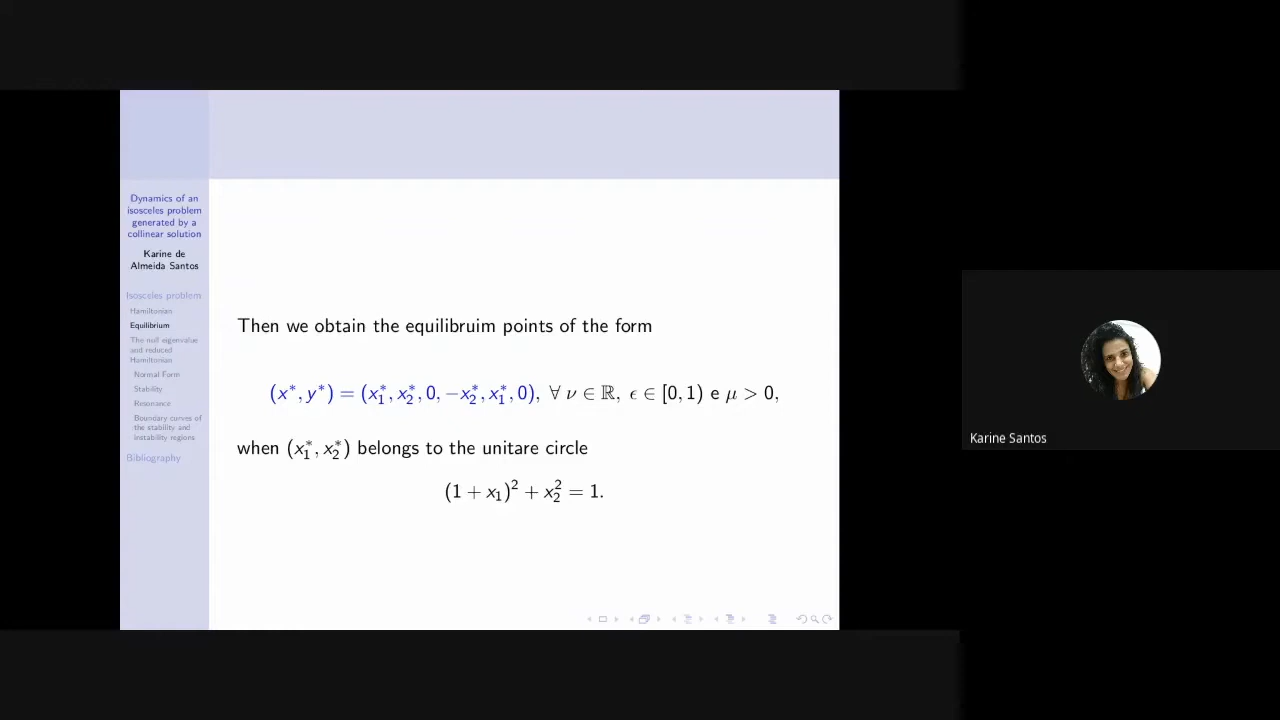 Dynamics of an
isosceles problem
generated by a
collinear solution
Karine de
Almeida Santos
Isosceles problem
Hamiltonian
Equilibrium
The null eigenvalue
and reduced
Hamiltonian
Normal Form
Stability
Resonance
Boundary curves of
the stability and
instability regions
Bibliography
Then we obtain the equilibruim points of the form
(x*, y*) = (x₁*, x₂*, 0, −x₂*, x₁*, 0), ∀ ν ∈ ℝ, ϵ ∈ [0, 1) e μ > 0,
when (x₁*, x₂*) belongs to the unitare circle
(1 + x₁)² + x₂² = 1.
Karine Santos